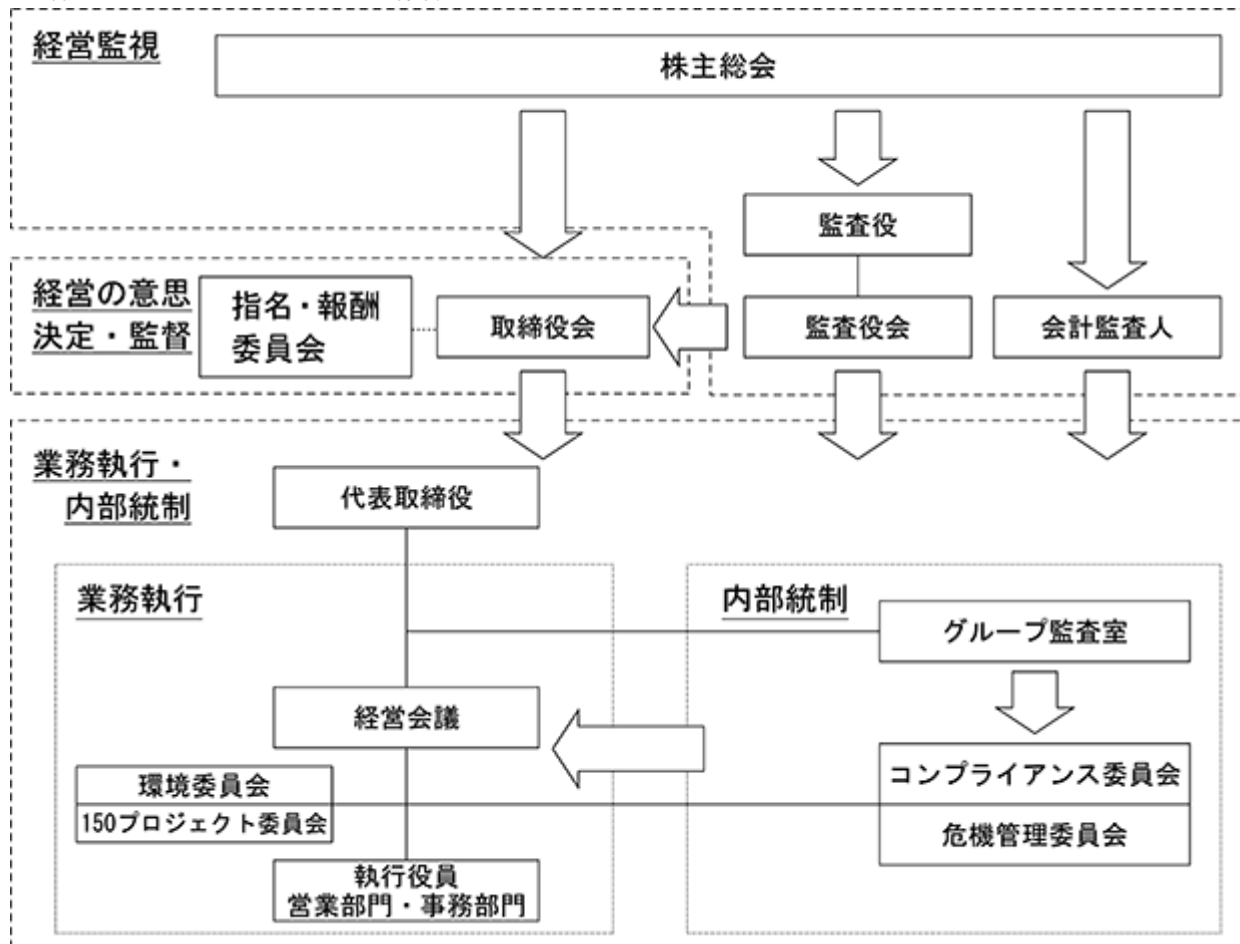 経営監視
株主総会
監査役
経営の意思
決定・監督
指名・報酬
委員会
取締役会
監査役会
会計監査人
業務執行・
内部統制
代表取締役
業務執行
内部統制
グループ監査室
経営会議
環境委員会
150プロジェクト委員会
コンプライアンス委員会
危機管理委員会
執行役員
営業部門・事務部門